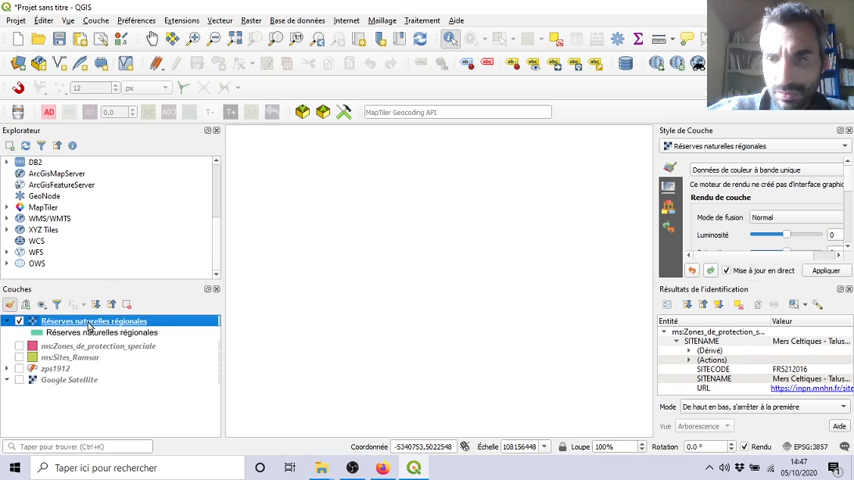 *Projet sans titre - QGIS
Projet Éditer Vue Couche Préférences Extensions Vecteur Raster Base de données Internet Maillage Traitement Aide
12 px
AD 0.0 T- T+ MapTiler Geocoding API
Explorateur
DB2
ArcGisMapServer
ArcGisFeatureServer
GeoNode
MapTiler
WMS/WMTS
XYZ Tiles
WCS
WFS
OWS
Couches
Réserves naturelles régionales
Réserves naturelles régionales
ms:Zones_de_protection_speciale
ms:Sites_Ramsar
zps1912
Google Satellite
Style de Couche
Réserves naturelles régionales
Données de couleur à bande unique
Ce moteur de rendu ne créé pas d'interface graphic
Rendu de couche
Mode de fusion Normal
Luminosité 0
Mise à jour en direct Appliquer
Résultats de l'identification
Entité Valeur
ms:Zones_de_protection_s...
SITENAME Mers Celtiques - Talus...
(Dérivé)
(Actions)
SITECODE FR5212016
SITENAME Mers Celtiques - Talus...
URL https://inpn.mnhn.fr/site
Mode De haut en bas, s'arrêter à la première
Vue Arborescence Aide
Taper pour trouver (Ctrl+K) Coordonnée -5340753,5022548 Échelle 108156448 Loupe 100% Rotation 0.0 ° Rendu EPSG:3857
Taper ici pour rechercher
14:47
05/10/2020
1